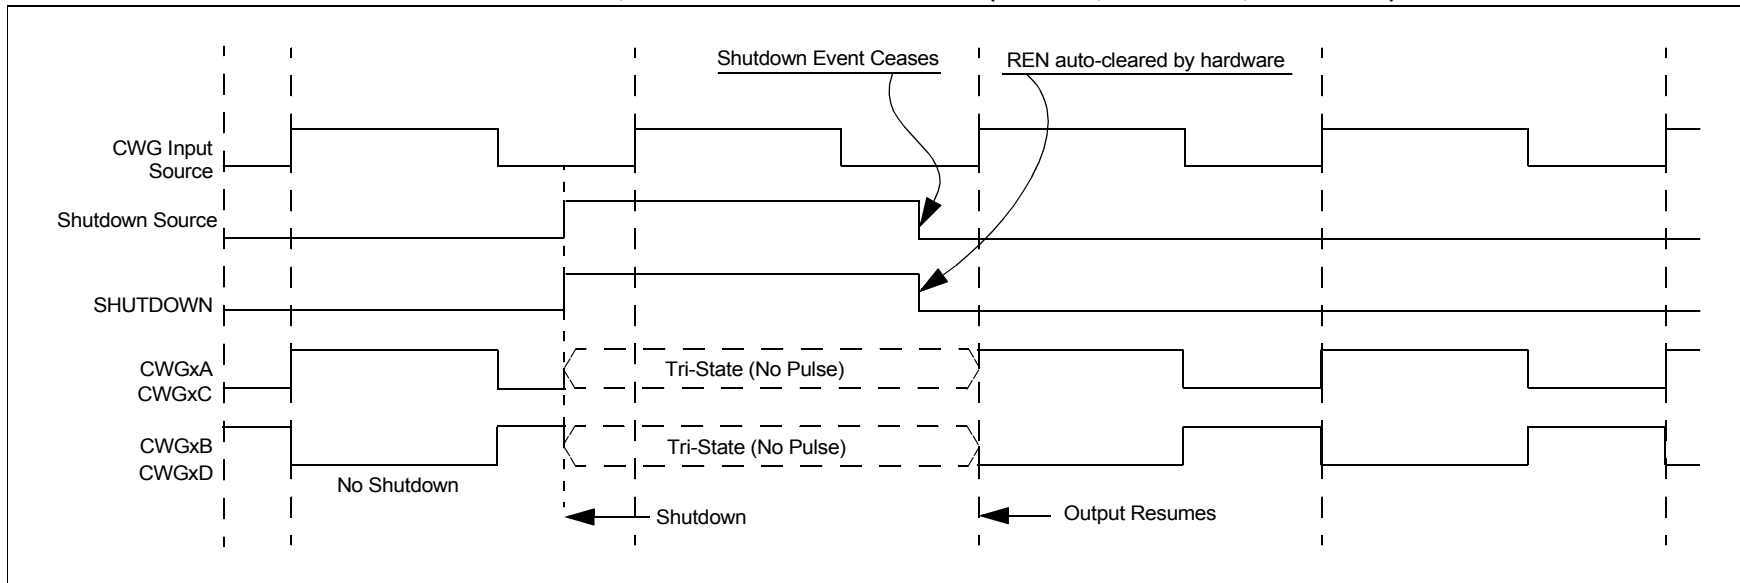 Shutdown Event Ceases
REN auto-cleared by hardware
CWG Input
Source
Shutdown Source
SHUTDOWN
CWGxA
CWGxC
Tri-State (No Pulse)
CWGxB
CWGxD
Tri-State (No Pulse)
No Shutdown
Shutdown
Output Resumes